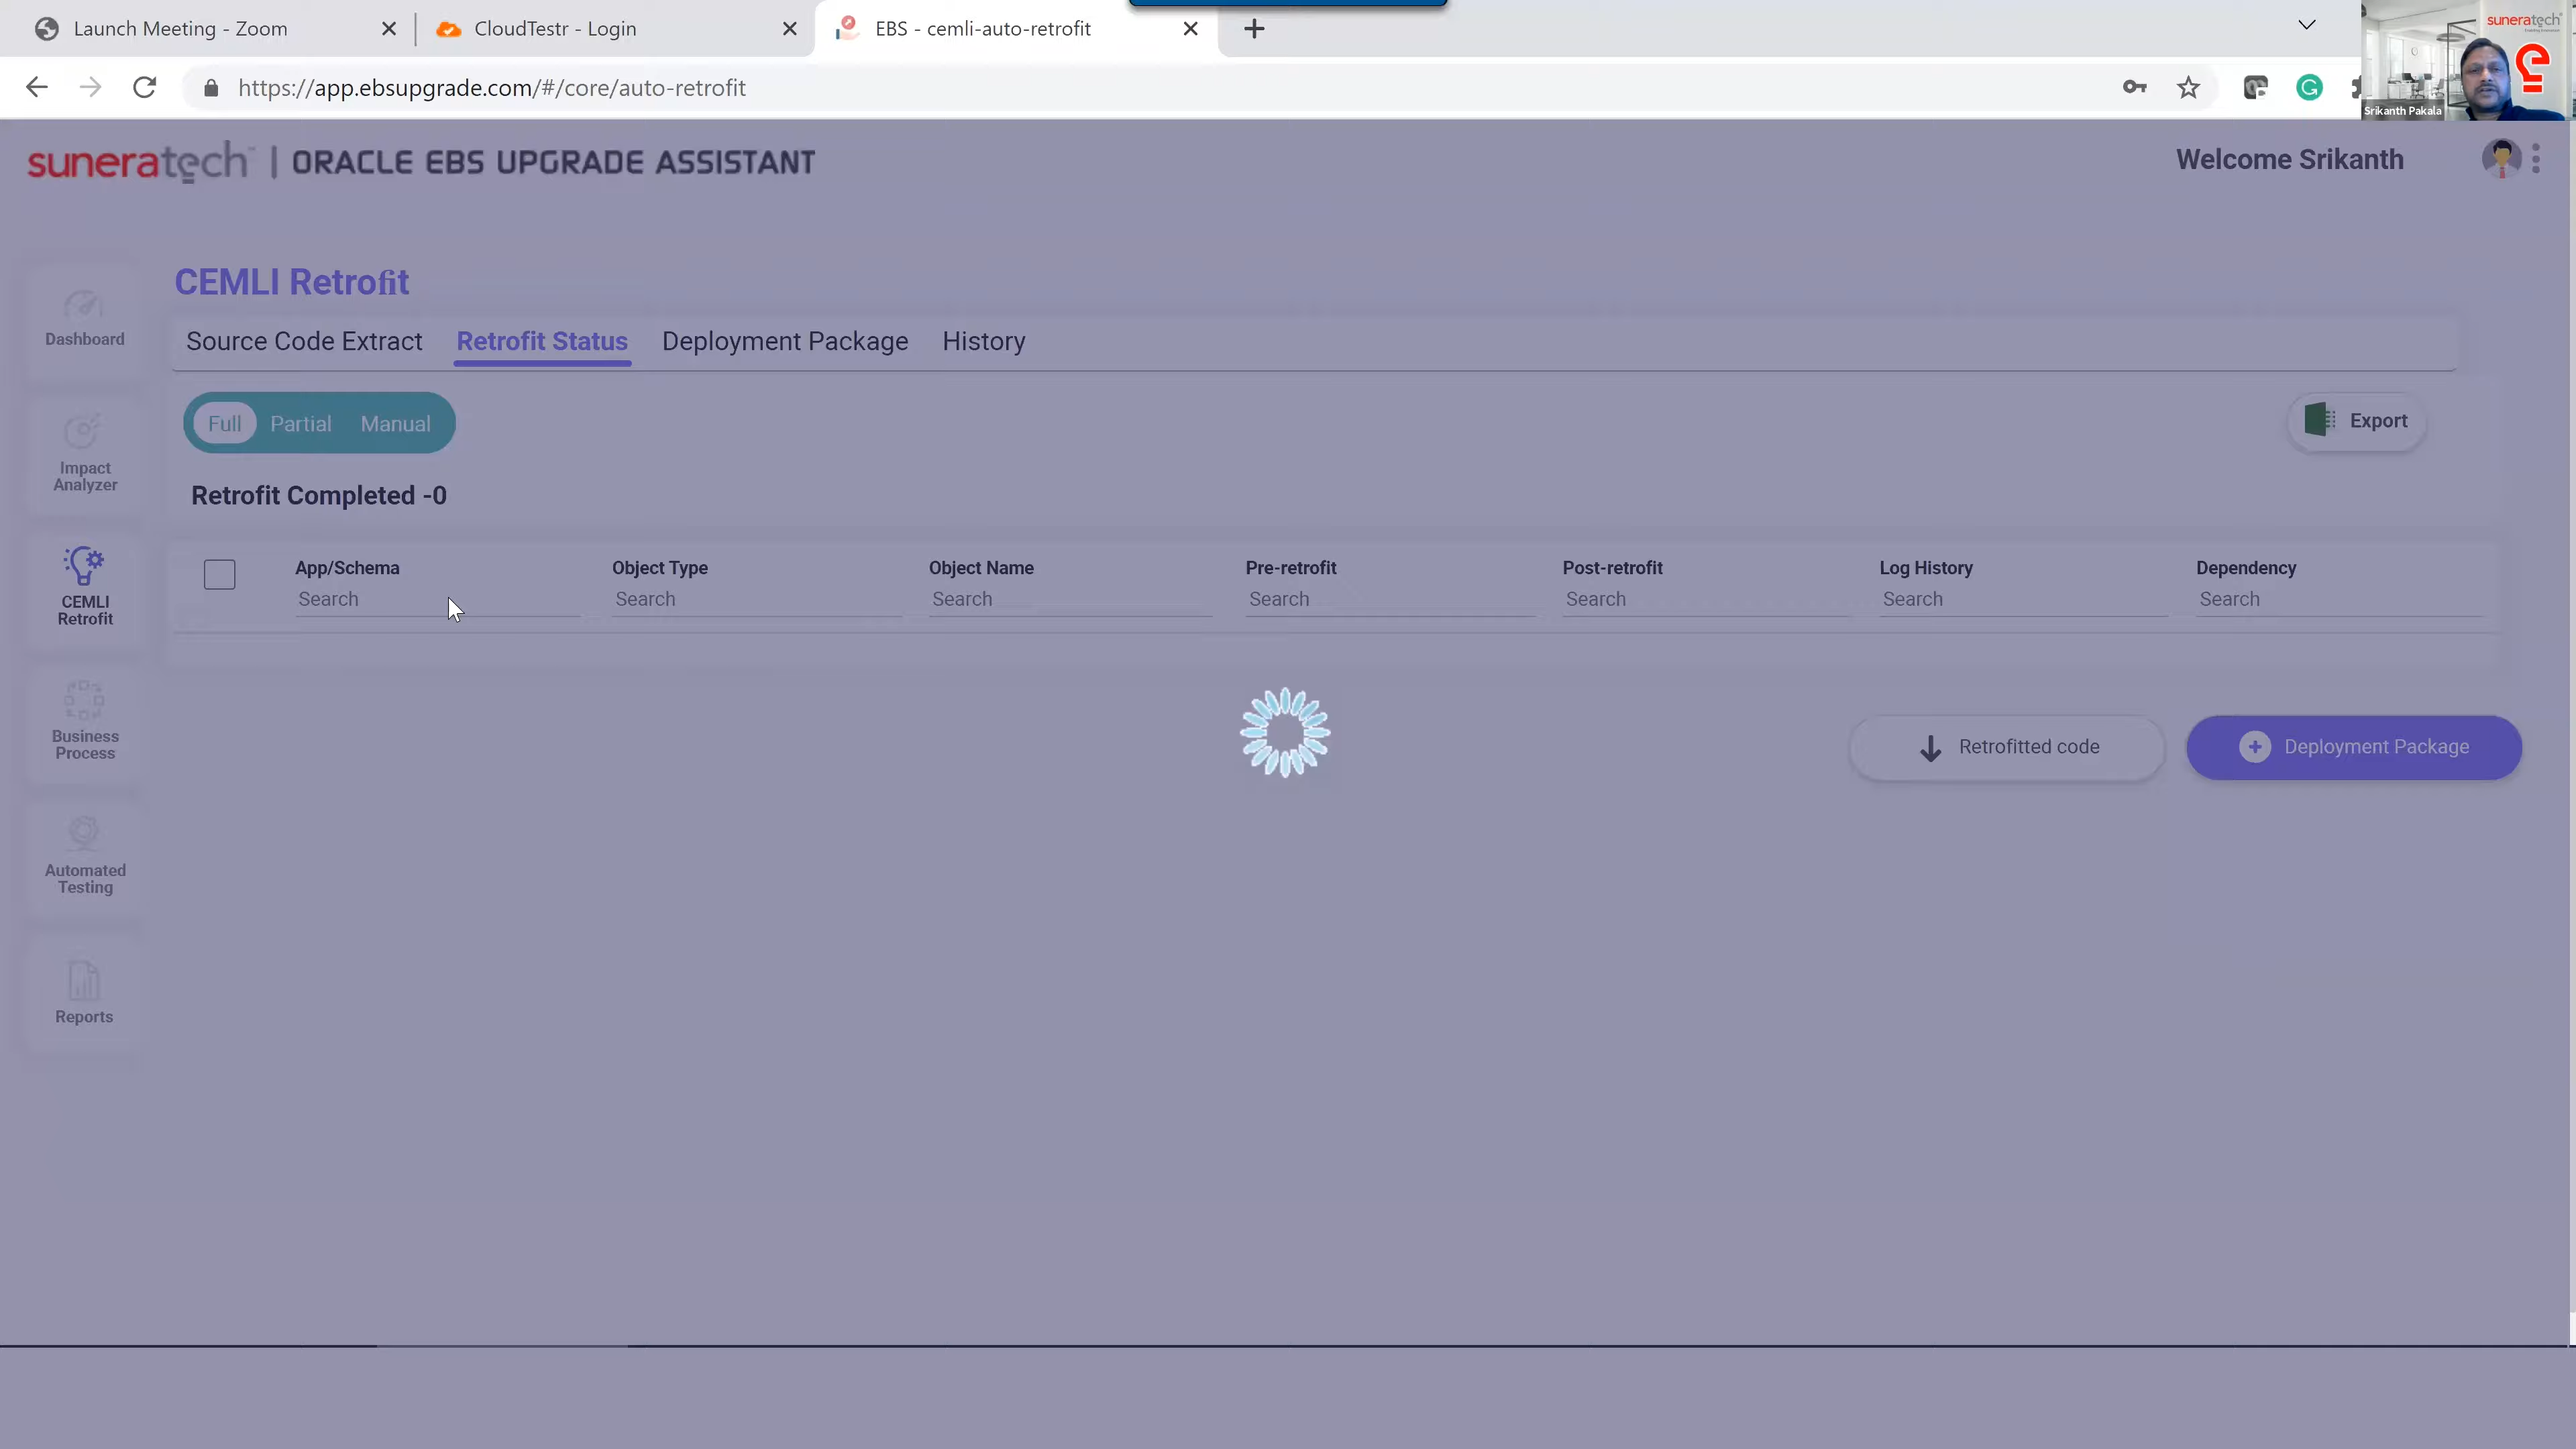 Launch Meeting - Zoom
CloudTestr - Login
EBS - cemli-auto-retrofit
https://app.ebsupgrade.com/#/core/auto-retrofit
suneratech
Srikanth Pakala
suneratech™ | ORACLE EBS UPGRADE ASSISTANT
Welcome Srikanth
CEMLI Retrofit
Source Code Extract Retrofit Status Deployment Package History
Full Partial Manual
Export
Retrofit Completed -0
App/Schema Object Type Object Name Pre-retrofit Post-retrofit Log History Dependency
Search Search Search Search Search Search Search
Retrofitted code
Deployment Package
Dashboard
Impact
Analyzer
CEMLI
Retrofit
Business
Process
Automated
Testing
Reports